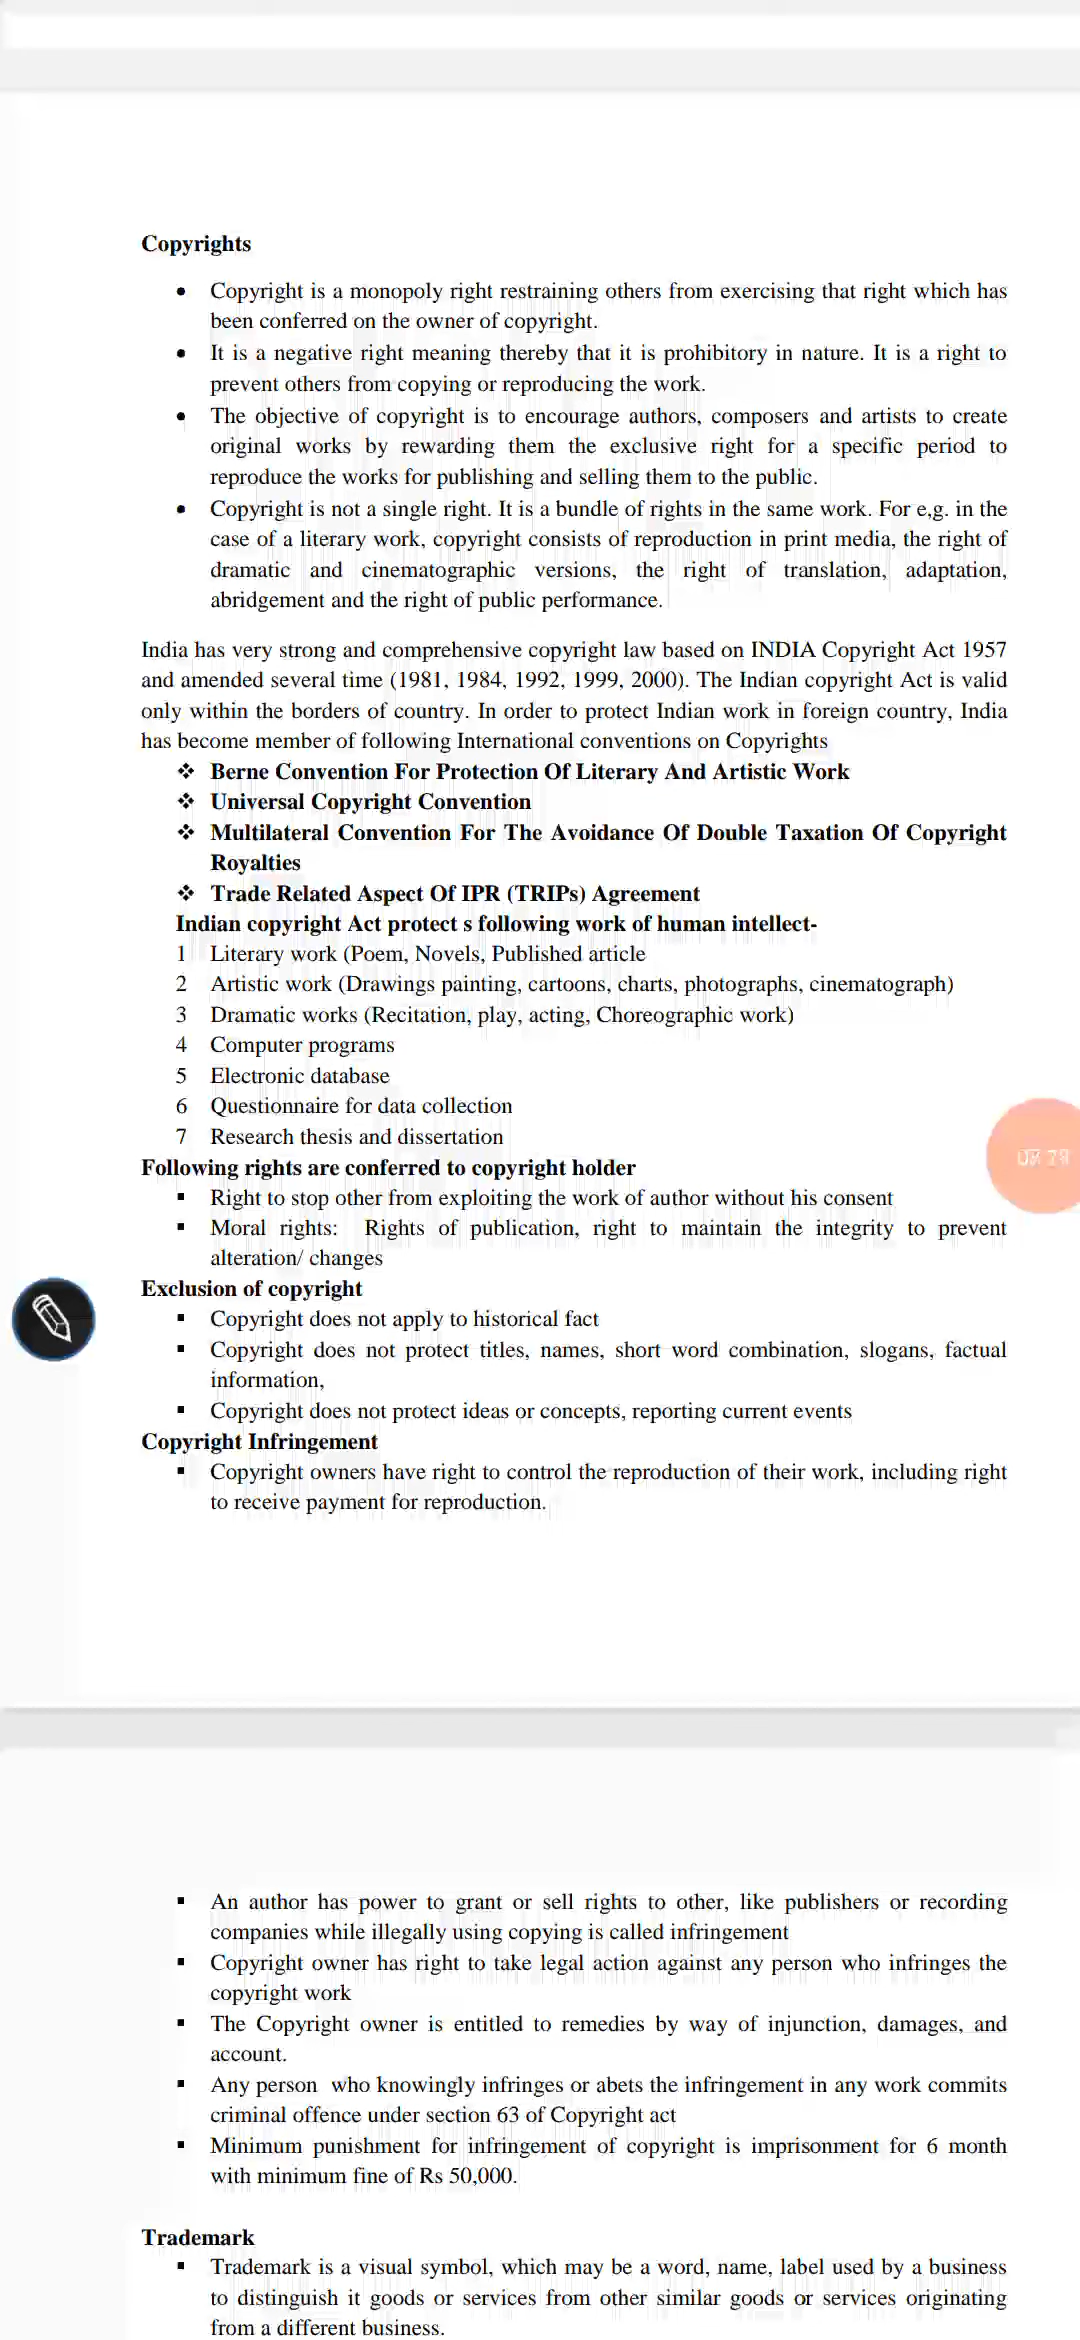 Copyrights
• Copyright is a monopoly right restraining others from exercising that right which has
been conferred on the owner of copyright.
• It is a negative right meaning thereby that it is prohibitory in nature. It is a right to
prevent others from copying or reproducing the work.
• The objective of copyright is to encourage authors, composers and artists to create
original works by rewarding them the exclusive right for a specific period to
reproduce the works for publishing and selling them to the public.
• Copyright is not a single right. It is a bundle of rights in the same work. For e,g. in the
case of a literary work, copyright consists of reproduction in print media, the right of
dramatic and cinematographic versions, the right of translation, adaptation,
abridgement and the right of public performance.
India has very strong and comprehensive copyright law based on INDIA Copyright Act 1957
and amended several time (1981, 1984, 1992, 1999, 2000). The Indian copyright Act is valid
only within the borders of country. In order to protect Indian work in foreign country, India
has become member of following International conventions on Copyrights
❖ Berne Convention For Protection Of Literary And Artistic Work
❖ Universal Copyright Convention
❖ Multilateral Convention For The Avoidance Of Double Taxation Of Copyright
Royalties
❖ Trade Related Aspect Of IPR (TRIPs) Agreement
Indian copyright Act protect s following work of human intellect-
1 Literary work (Poem, Novels, Published article
2 Artistic work (Drawings painting, cartoons, charts, photographs, cinematograph)
3 Dramatic works (Recitation, play, acting, Choreographic work)
4 Computer programs
5 Electronic database
6 Questionnaire for data collection
7 Research thesis and dissertation
Following rights are conferred to copyright holder
▪ Right to stop other from exploiting the work of author without his consent
▪ Moral rights: Rights of publication, right to maintain the integrity to prevent
alteration/ changes
Exclusion of copyright
▪ Copyright does not apply to historical fact
▪ Copyright does not protect titles, names, short word combination, slogans, factual
information,
▪ Copyright does not protect ideas or concepts, reporting current events
Copyright Infringement
▪ Copyright owners have right to control the reproduction of their work, including right
to receive payment for reproduction.
▪ An author has power to grant or sell rights to other, like publishers or recording
companies while illegally using copying is called infringement
▪ Copyright owner has right to take legal action against any person who infringes the
copyright work
▪ The Copyright owner is entitled to remedies by way of injunction, damages, and
account.
▪ Any person who knowingly infringes or abets the infringement in any work commits
criminal offence under section 63 of Copyright act
▪ Minimum punishment for infringement of copyright is imprisonment for 6 month
with minimum fine of Rs 50,000.
Trademark
▪ Trademark is a visual symbol, which may be a word, name, label used by a business
to distinguish it goods or services from other similar goods or services originating
from a different business.